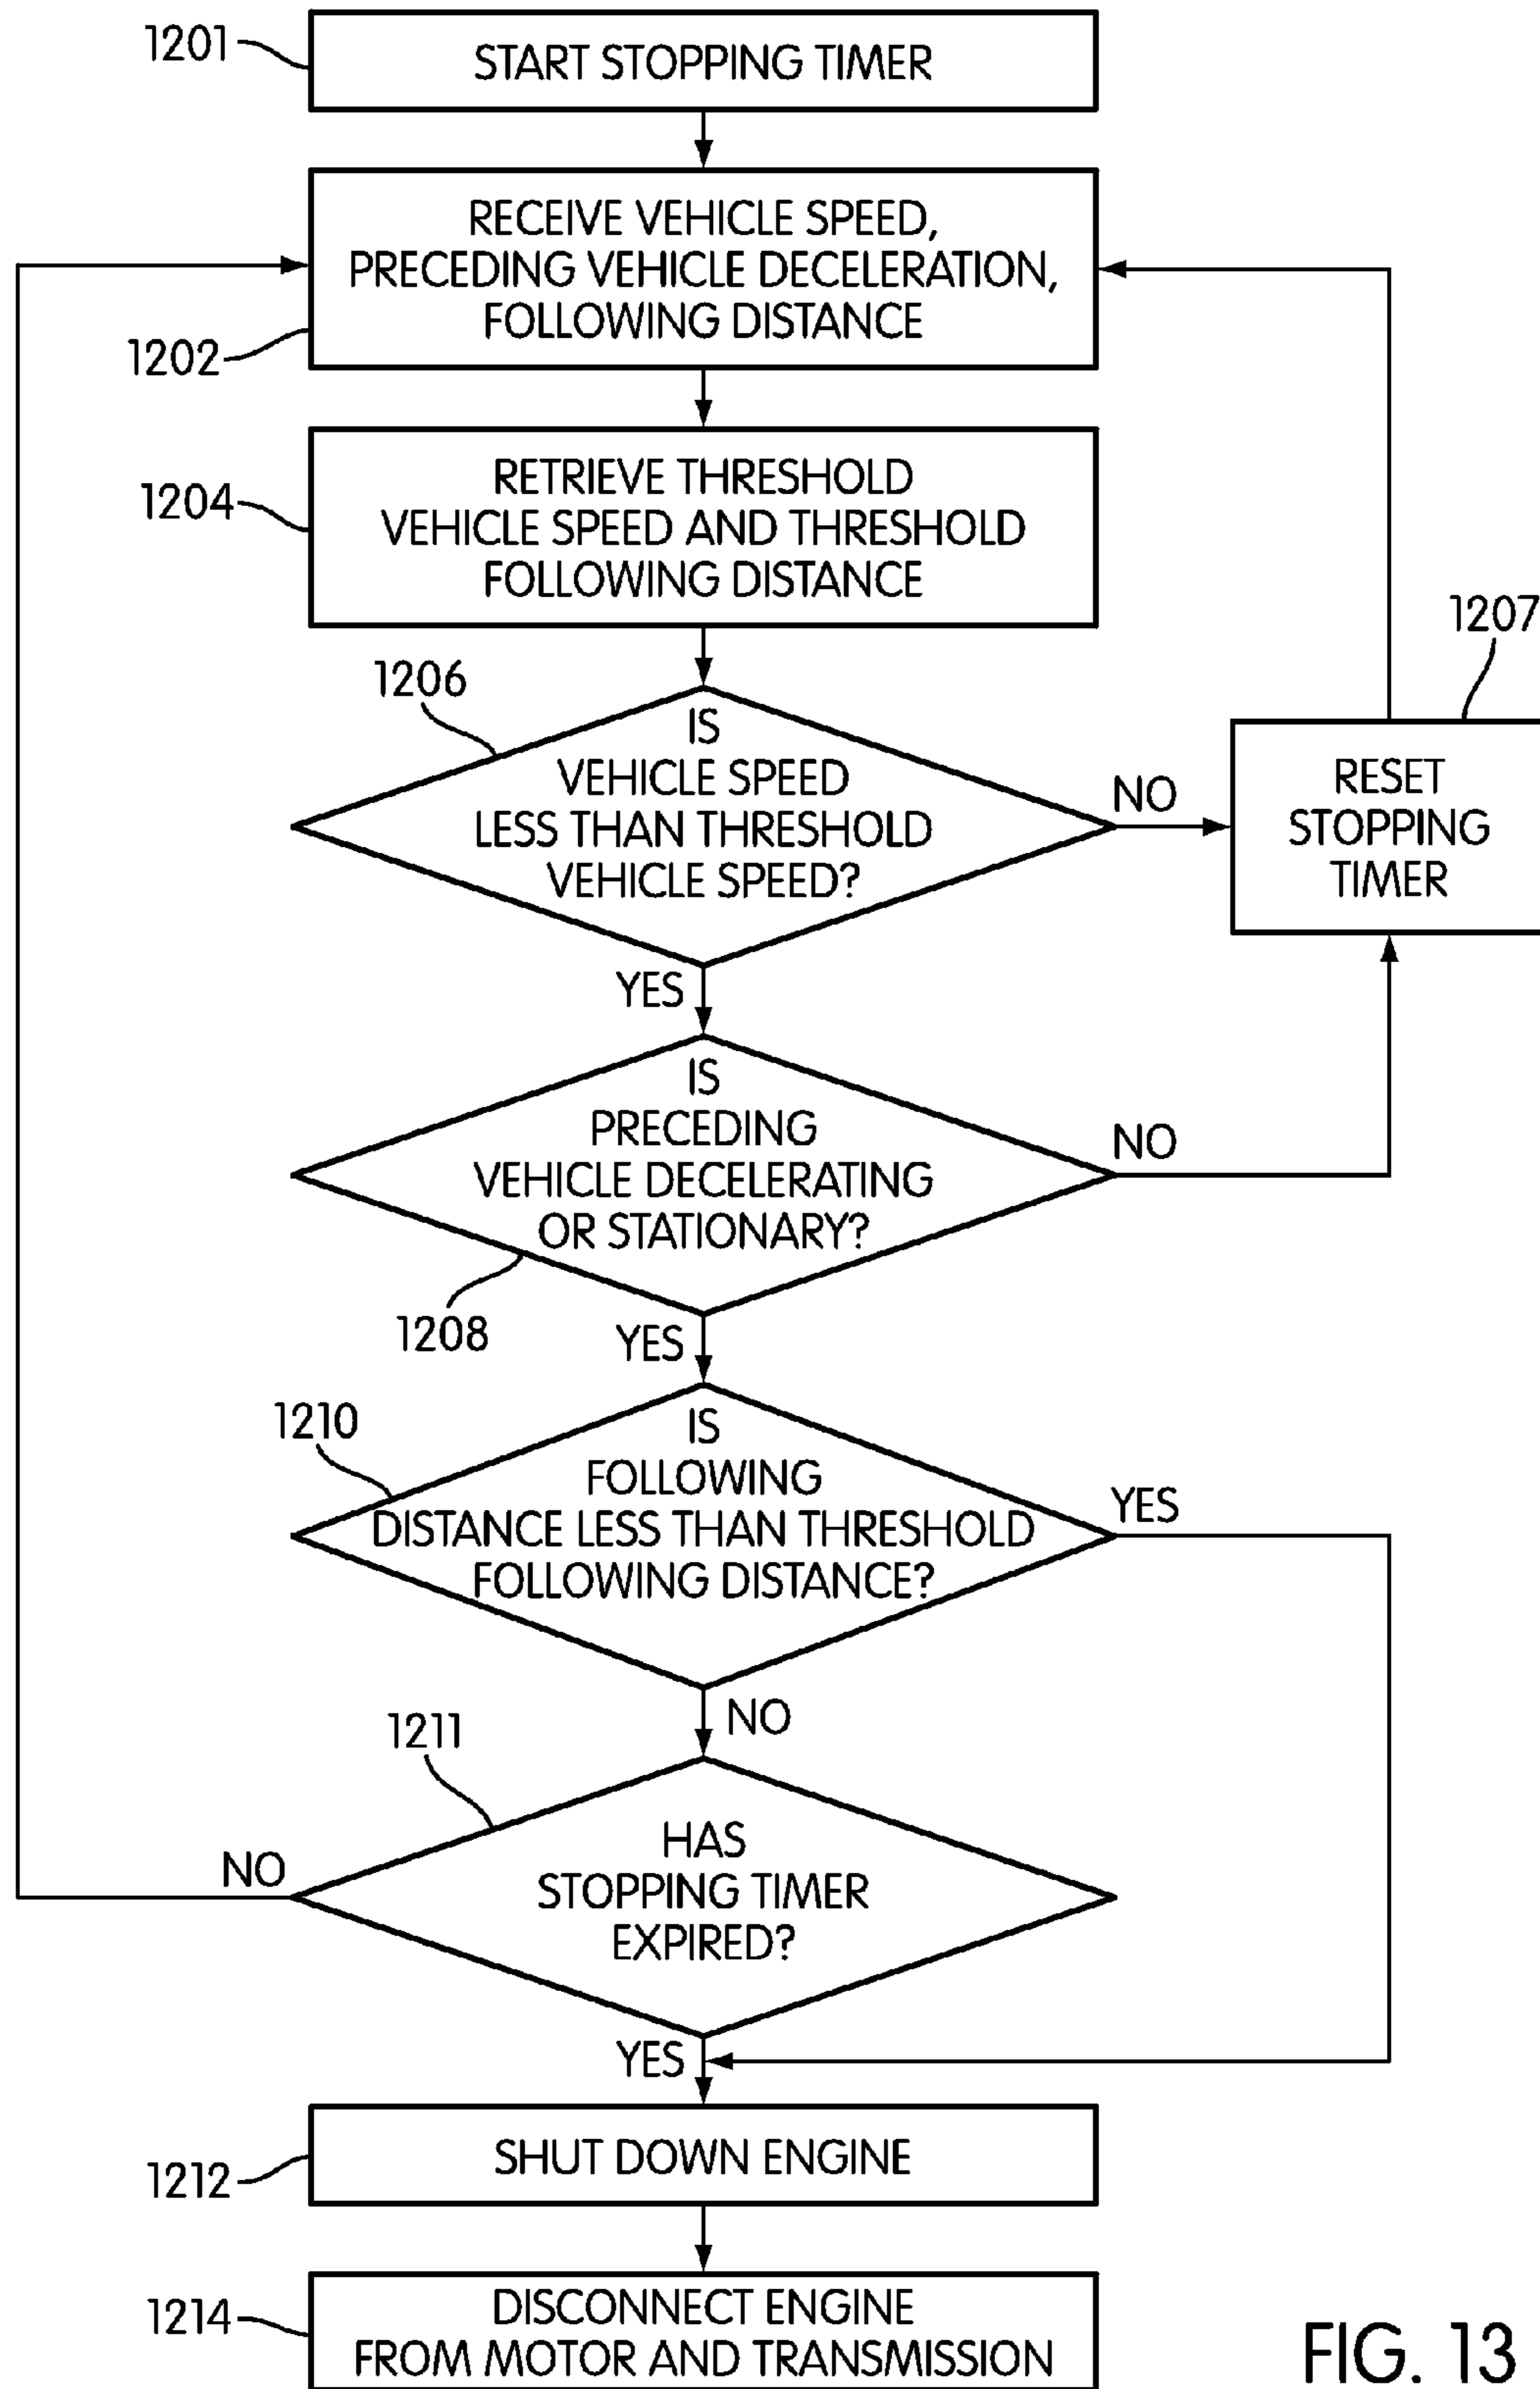 1201
START STOPPING TIMER
RECEIVE VEHICLE SPEED,
PRECEDING VEHICLE DECELERATION,
FOLLOWING DISTANCE
1202
RETRIEVE THRESHOLD
VEHICLE SPEED AND THRESHOLD
FOLLOWING DISTANCE
1204
1206
IS
VEHICLE SPEED
LESS THAN THRESHOLD
VEHICLE SPEED?
NO
1207
RESET
STOPPING
TIMER
YES
IS
PRECEDING
VEHICLE DECELERATING
OR STATIONARY?
NO
1208
YES
1210
IS
FOLLOWING
DISTANCE LESS THAN THRESHOLD
FOLLOWING DISTANCE?
YES
NO
1211
HAS
STOPPING TIMER
EXPIRED?
NO
YES
SHUT DOWN ENGINE
1212
DISCONNECT ENGINE
FROM MOTOR AND TRANSMISSION
1214
FIG. 13